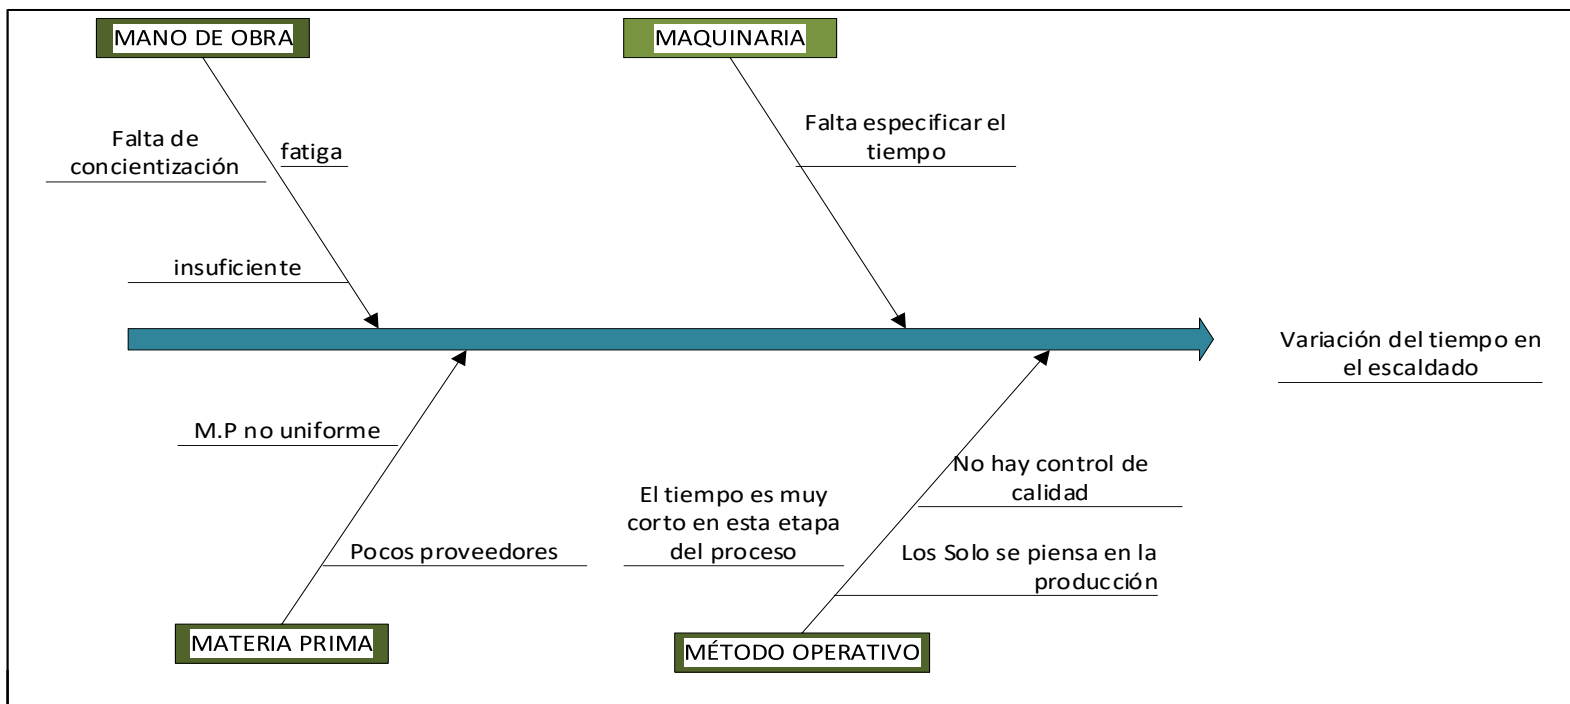 MANO DE OBRA
MAQUINARIA
Falta de
concientización
fatiga
insuficiente
Falta especificar el
tiempo
Variación del tiempo en
el escaldado
M.P no uniforme
Pocos proveedores
El tiempo es muy
corto en esta etapa
del proceso
No hay control de
calidad
Los Solo se piensa en la
producción
MATERIA PRIMA
MÉTODO OPERATIVO